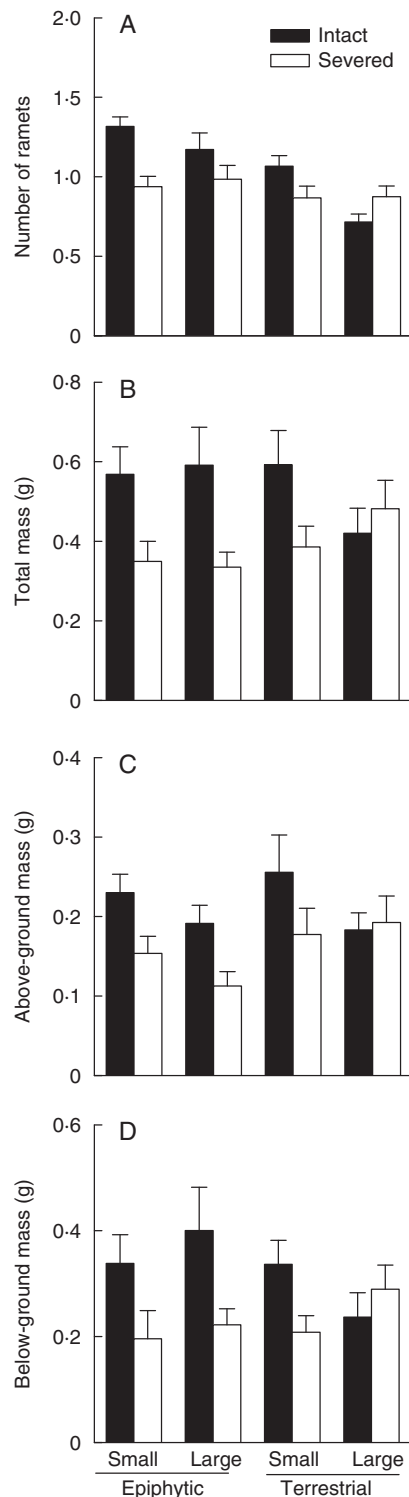 A
Intact
Severed
2·0
1·5
1·0
0·5
0
Number of ramets
B
0·8
0·6
0·4
0·2
0
Total mass (g)
C
0·4
0·3
0·2
0·1
0
Above-ground mass (g)
D
0·6
0·4
0·2
0
Below-ground mass (g)
Small Large Small Large
Epiphytic Terrestrial